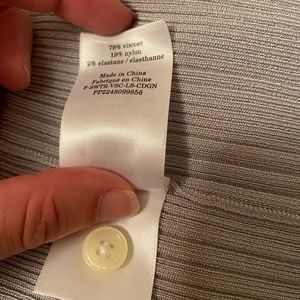 79% viscose
19% nylon
2% elastane / élasthanne
Made in China
Fabriqué en Chine
F-SWTR-VSC-LS-CDGN
PP2248099856